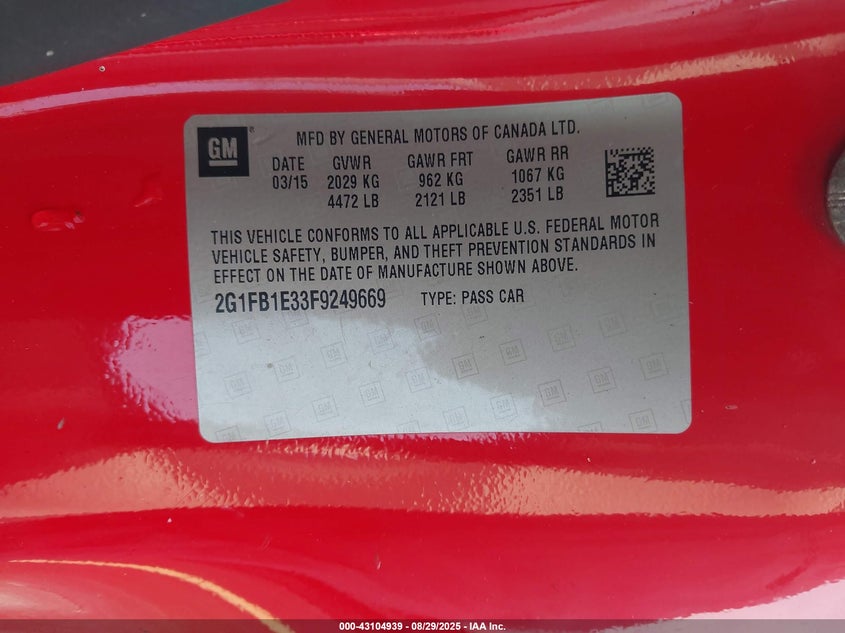 GM ® MFD BY GENERAL MOTORS OF CANADA LTD.
DATE GVWR GAWR FRT GAWR RR
03/15 2029 KG 962 KG 1067 KG
4472 LB 2121 LB 2351 LB
THIS VEHICLE CONFORMS TO ALL APPLICABLE U.S. FEDERAL MOTOR
VEHICLE SAFETY, BUMPER, AND THEFT PREVENTION STANDARDS IN
EFFECT ON THE DATE OF MANUFACTURE SHOWN ABOVE.
2G1FB1E33F9249669 TYPE: PASS CAR
000-43104939 - 08/29/2025 - IAA Inc.